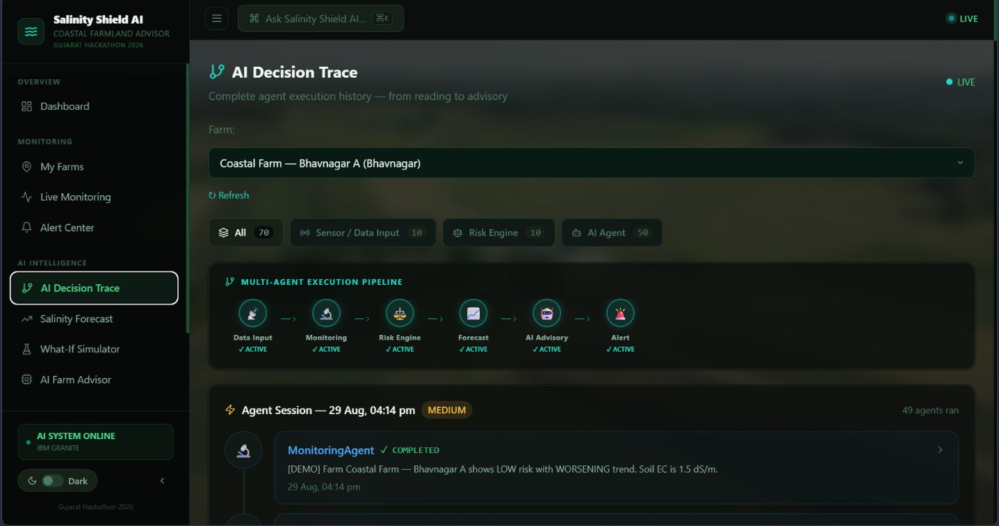 Salinity Shield AI
COASTAL FARMLAND ADVISOR
GUJARAT HACKATHON 2026
OVERVIEW
Dashboard
MONITORING
My Farms
Live Monitoring
Alert Center
AI INTELLIGENCE
AI Decision Trace
Salinity Forecast
What-If Simulator
AI Farm Advisor
AI SYSTEM ONLINE
IBM GRANITE
Dark
Gujarat Hackathon 2026
⌘ Ask Salinity Shield AI... ⌘K
LIVE
AI Decision Trace
LIVE
Complete agent execution history — from reading to advisory
Farm:
Coastal Farm — Bhavnagar A (Bhavnagar)
↻ Refresh
All 70 Sensor / Data Input 10 Risk Engine 10 AI Agent 50
MULTI-AGENT EXECUTION PIPELINE
Data Input Monitoring Risk Engine Forecast AI Advisory Alert
✓ ACTIVE ✓ ACTIVE ✓ ACTIVE ✓ ACTIVE ✓ ACTIVE ✓ ACTIVE
Agent Session — 29 Aug, 04:14 pm MEDIUM 49 agents ran
MonitoringAgent ✓ COMPLETED
[DEMO] Farm Coastal Farm — Bhavnagar A shows LOW risk with WORSENING trend. Soil EC is 1.5 dS/m.
29 Aug, 04:14 pm